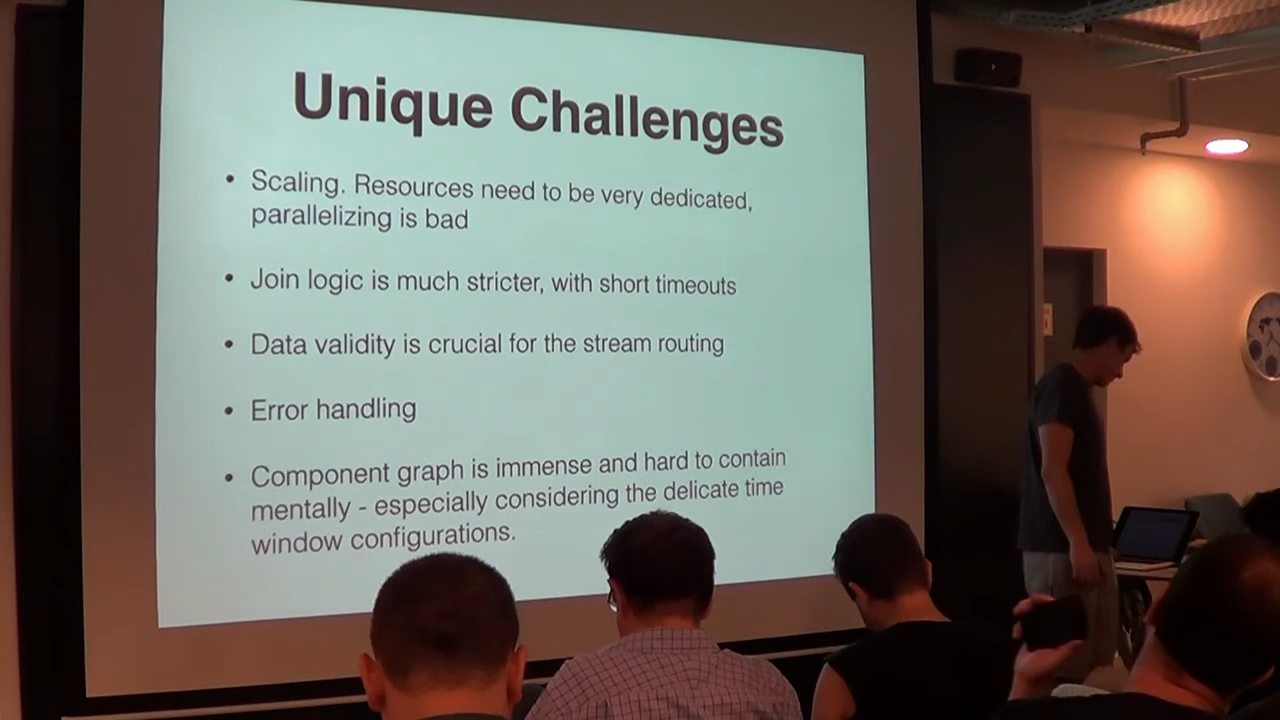 Unique Challenges
• Scaling. Resources need to be very dedicated,
parallelizing is bad
• Join logic is much stricter, with short timeouts
• Data validity is crucial for the stream routing
• Error handling
• Component graph is immense and hard to contain
mentally - especially considering the delicate time
window configurations.